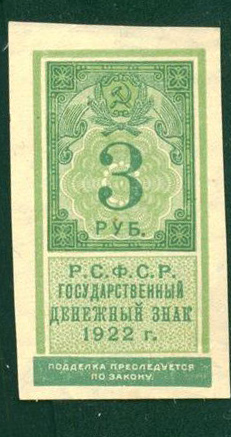 3
РУБ.
Р.С.Ф.С.Р.
ГОСУДАРСТВЕННЫЙ
ДЕНЕЖНЫЙ ЗНАК
1922 г.
ПОДДЕЛКА ПРЕСЛЕДУЕТСЯ
ПО ЗАКОНУ.